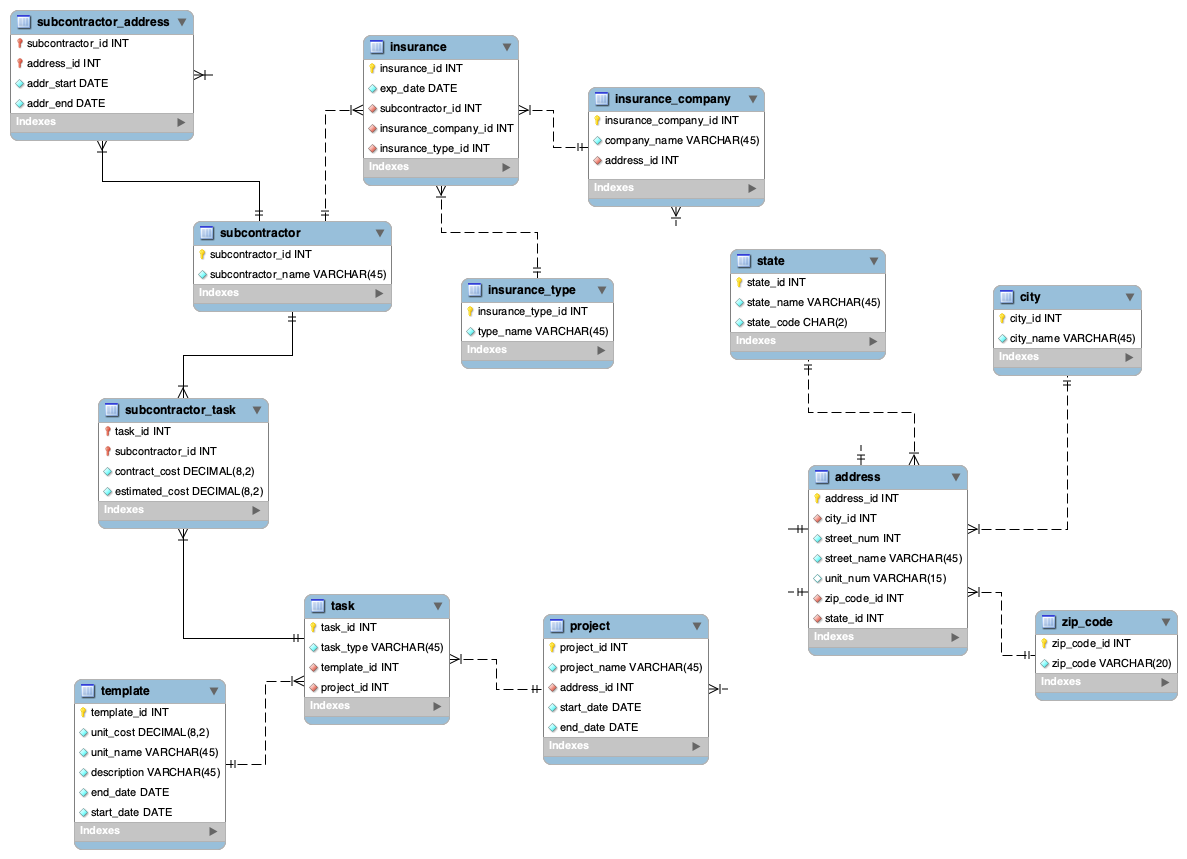 subcontractor_address
subcontractor_id INT
address_id INT
addr_start DATE
addr_end DATE
Indexes
insurance
insurance_id INT
exp_date DATE
subcontractor_id INT
insurance_company_id INT
insurance_type_id INT
Indexes
insurance_company
insurance_company_id INT
company_name VARCHAR(45)
address_id INT
Indexes
subcontractor
subcontractor_id INT
subcontractor_name VARCHAR(45)
Indexes
insurance_type
insurance_type_id INT
type_name VARCHAR(45)
Indexes
state
state_id INT
state_name VARCHAR(45)
state_code CHAR(2)
Indexes
city
city_id INT
city_name VARCHAR(45)
Indexes
subcontractor_task
task_id INT
subcontractor_id INT
contract_cost DECIMAL(8,2)
estimated_cost DECIMAL(8,2)
Indexes
address
address_id INT
city_id INT
street_num INT
street_name VARCHAR(45)
unit_num VARCHAR(15)
zip_code_id INT
state_id INT
Indexes
task
task_id INT
task_type VARCHAR(45)
template_id INT
project_id INT
Indexes
project
project_id INT
project_name VARCHAR(45)
address_id INT
start_date DATE
end_date DATE
Indexes
zip_code
zip_code_id INT
zip_code VARCHAR(20)
Indexes
template
template_id INT
unit_cost DECIMAL(8,2)
unit_name VARCHAR(45)
description VARCHAR(45)
end_date DATE
start_date DATE
Indexes